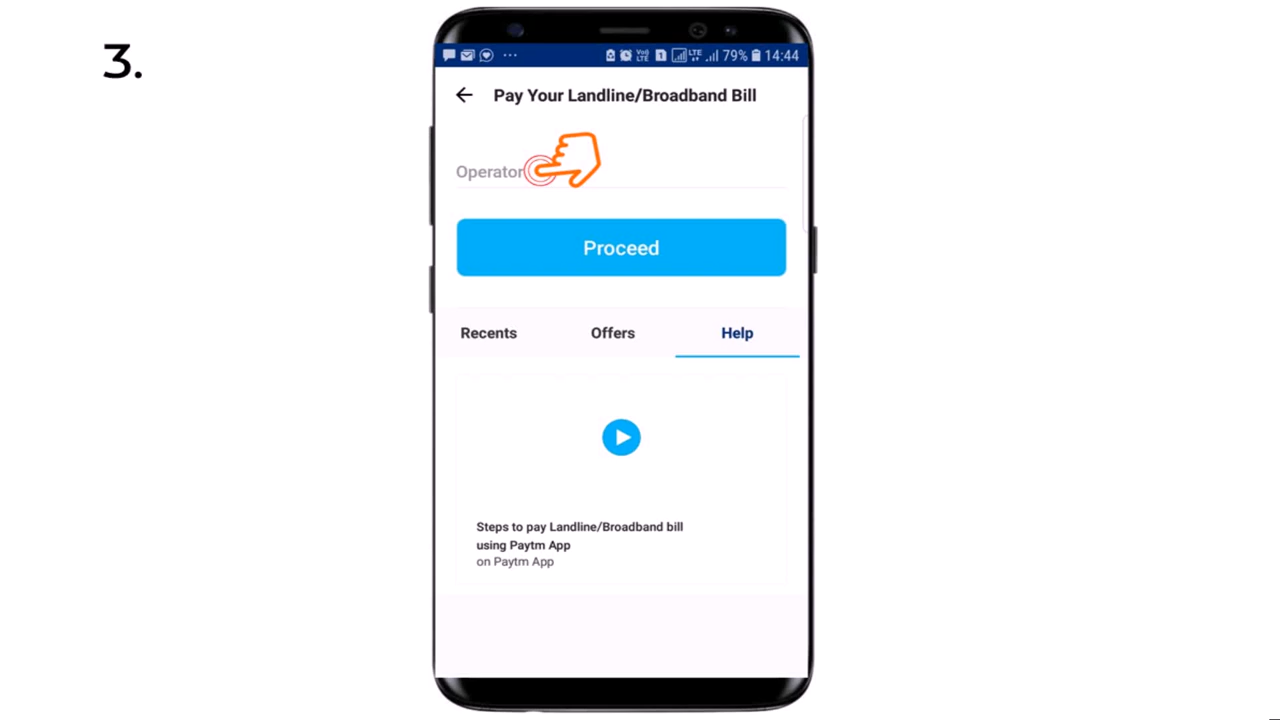 3.
79% 14:44
Pay Your Landline/Broadband Bill
Operator
Proceed
Recents Offers Help
Steps to pay Landline/Broadband bill
using Paytm App
on Paytm App